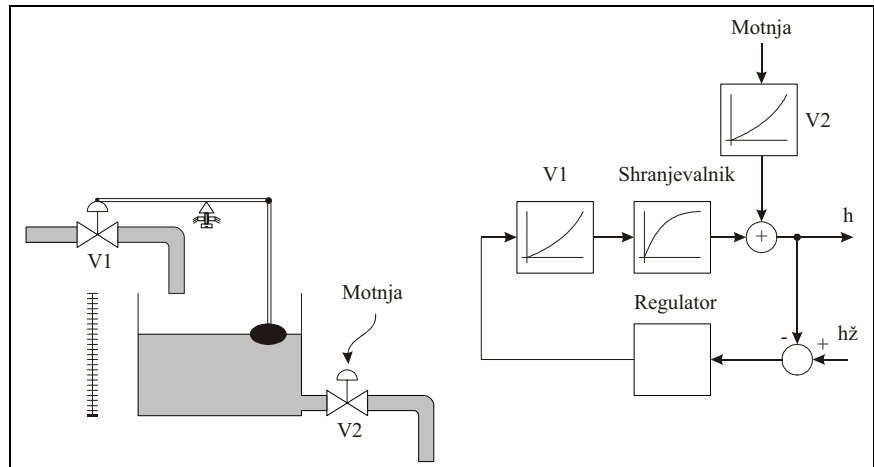 V1
Motnja
V2
Motnja
V2
V1
Shranjevalnik
+
h
Regulator
-
+
hž